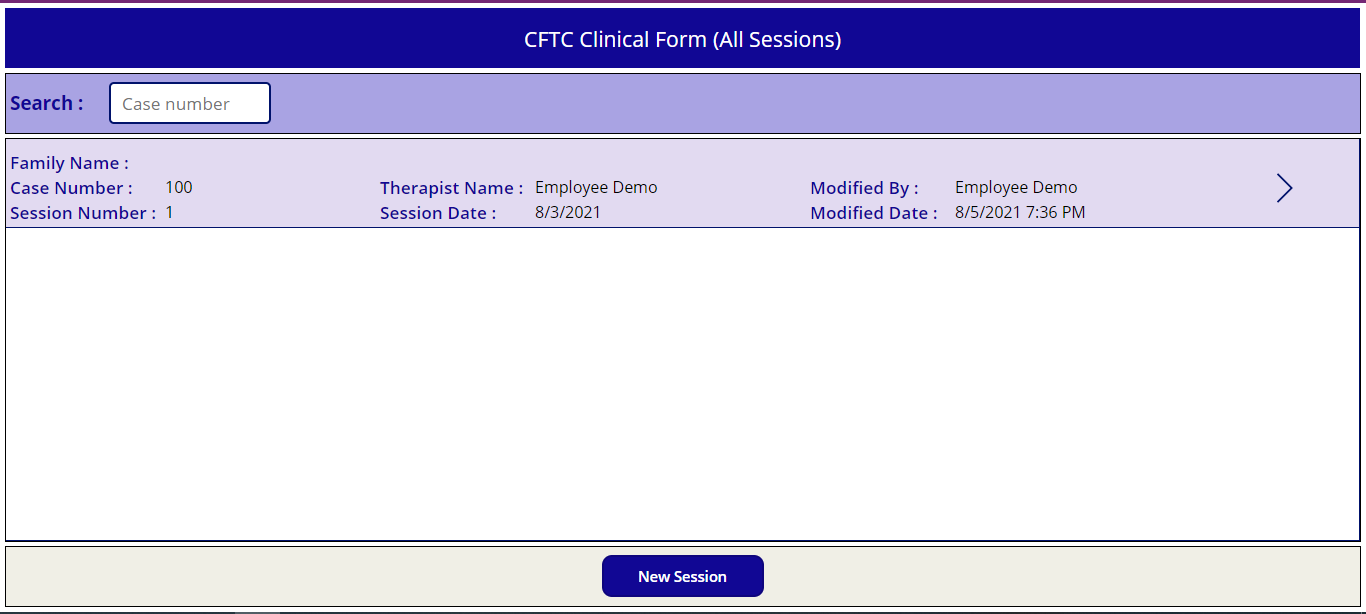 CFTC Clinical Form (All Sessions)
Search : Case number
Family Name :
Case Number : 100 Therapist Name : Employee Demo Modified By : Employee Demo
Session Number : 1 Session Date : 8/3/2021 Modified Date : 8/5/2021 7:36 PM
New Session